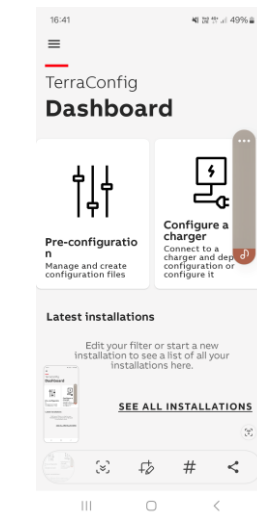 16:41
49%
TerraConfig
Dashboard
Pre-configuratio
n
Manage and create
configuration files
Configure a
charger
Connect to a
charger and dep
configuration or
configure it
Latest installations
Edit your filter or start a new
installation to see a list of all your
installations here.
Dashboard
SEE ALL INSTALLATIONS
#